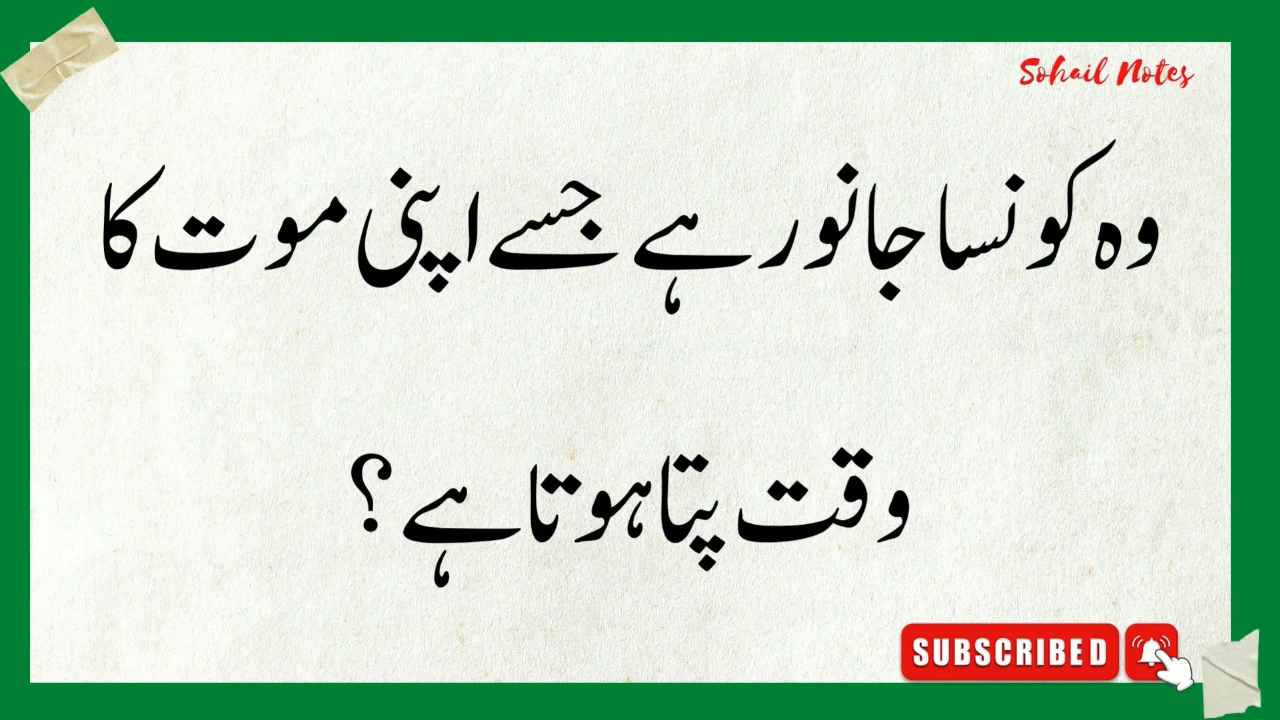 Sohail Notes
وہ کونسا جانور ہے جسے اپنی موت کا
وقت پتا ہوتا ہے ؟
SUBSCRIBED